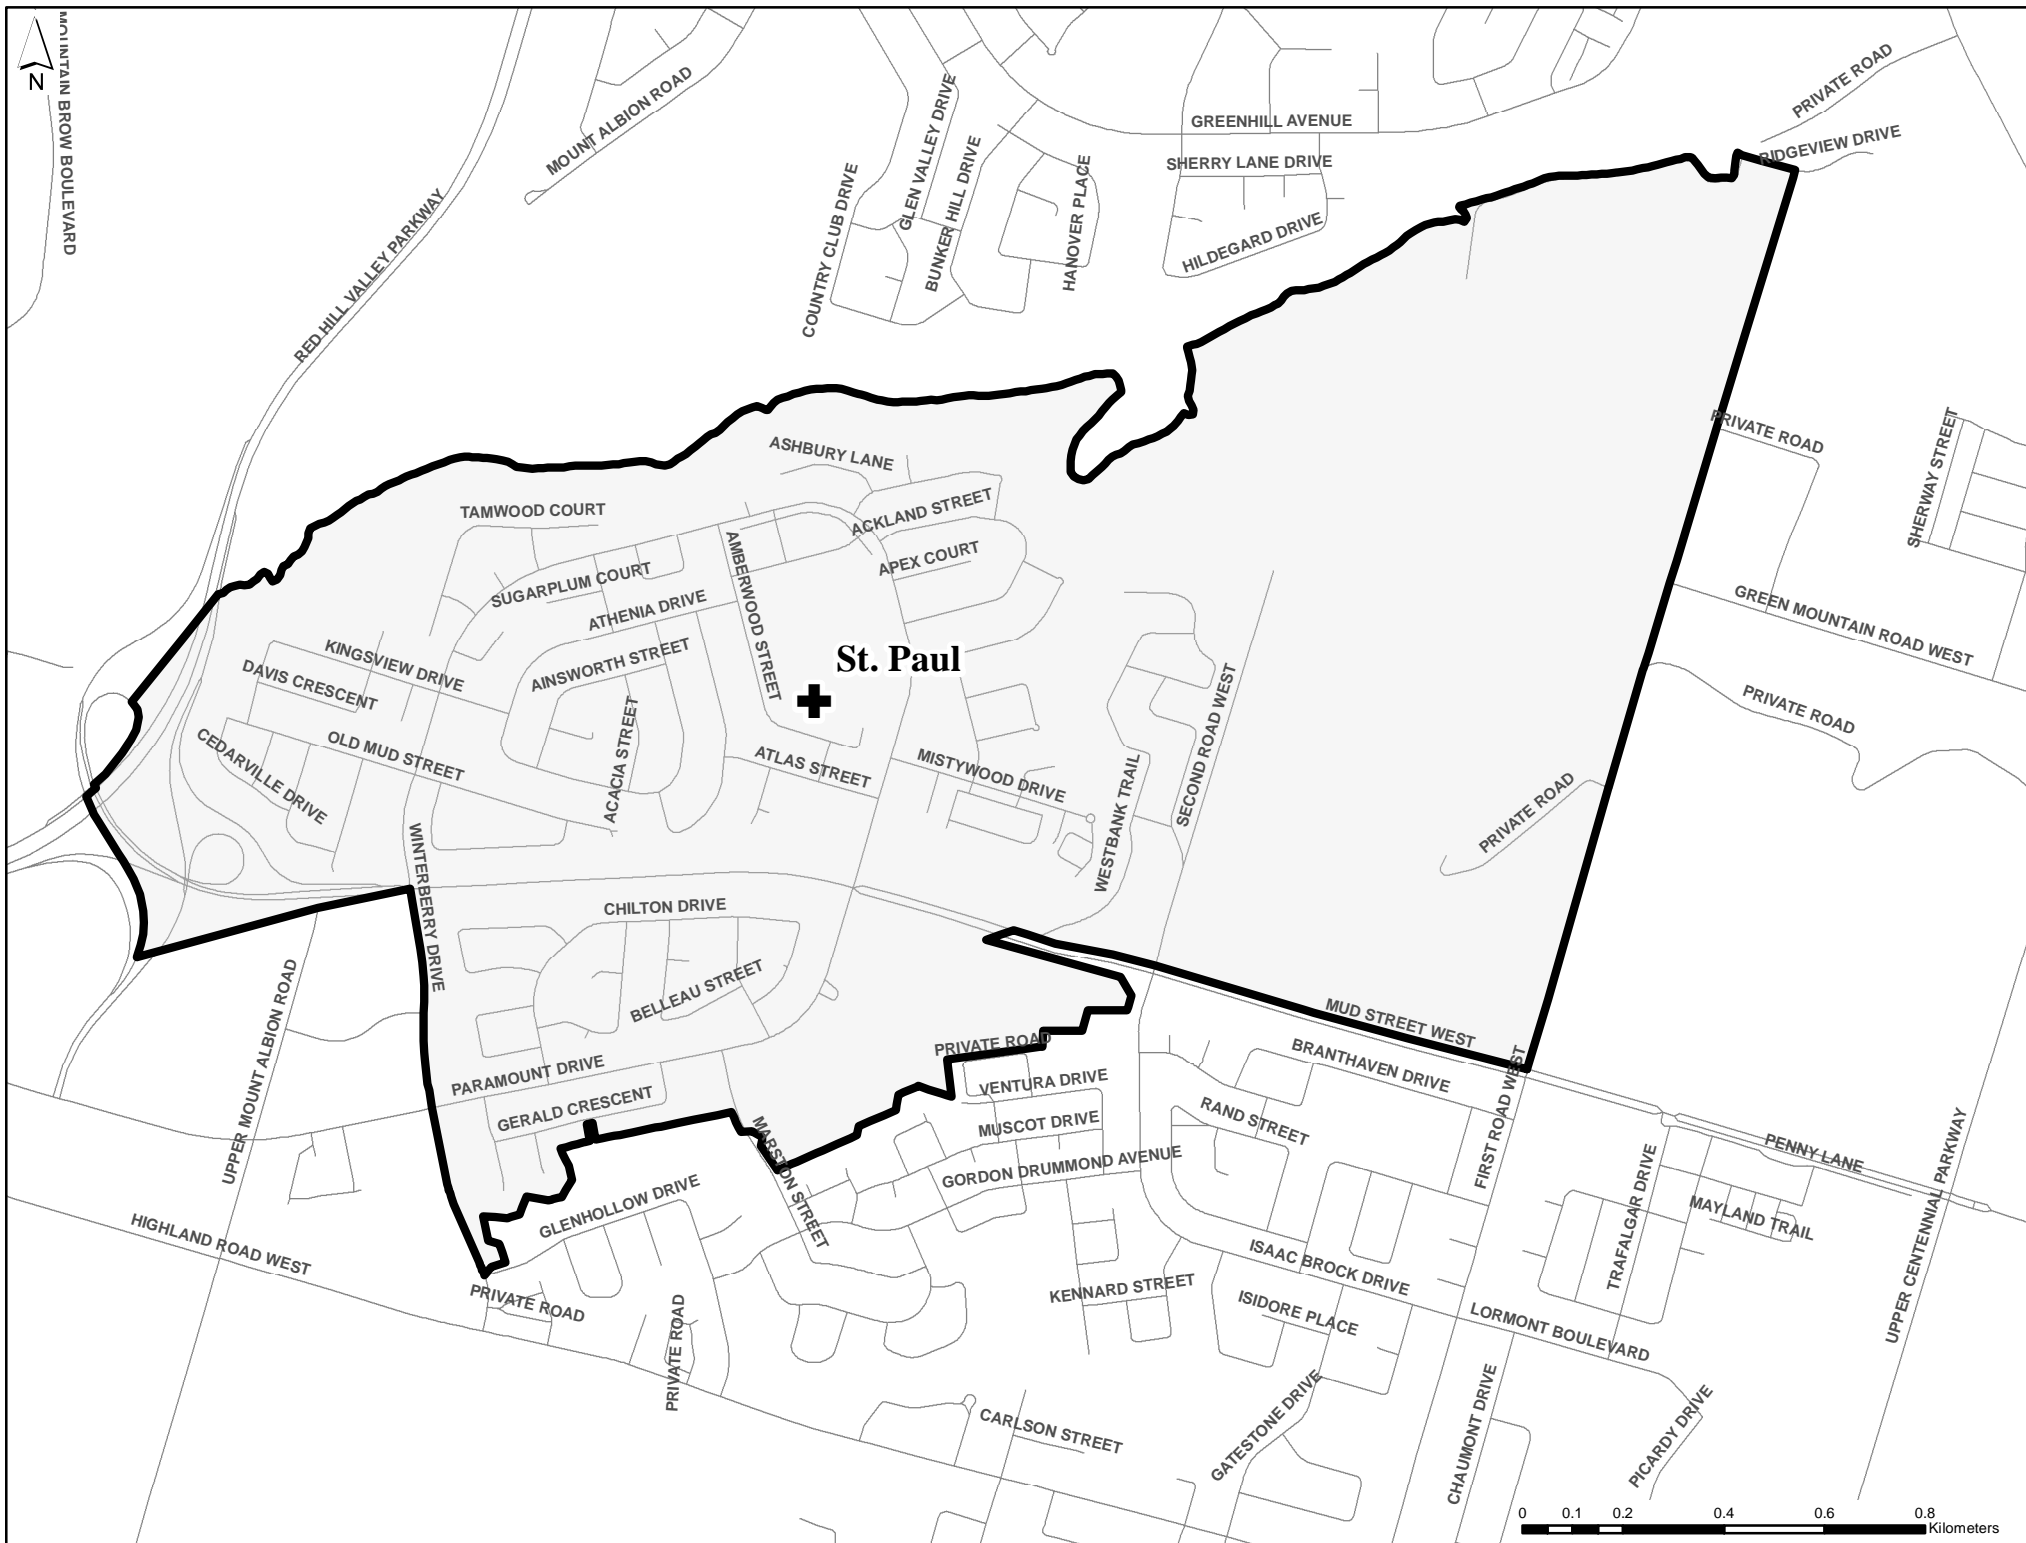 N
MOUNTAIN BROW BOULEVARD
MOUNT ALBION ROAD
RED HILL VALLEY PARKWAY
COUNTRY CLUB DRIVE
GLEN VALLEY DRIVE
BUNKER HILL DRIVE
HANOVER PLACE
GREENHILL AVENUE
SHERRY LANE DRIVE
HILDEGARD DRIVE
PRIVATE ROAD
RIDGEVIEW DRIVE
PRIVATE ROAD
SHERWAY STREET
GREEN MOUNTAIN ROAD WEST
PRIVATE ROAD
PRIVATE ROAD
ASHBURY LANE
TAMWOOD COURT
ACKLAND STREET
APEX COURT
SUGARPLUM COURT
AMBERWOOD STREET
ATHENIA DRIVE
KINGSVIEW DRIVE
AINSWORTH STREET
DAVIS CRESCENT
St. Paul
ACACIA STREET
OLD MUD STREET
CEDARVILLE DRIVE
ATLAS STREET
MISTYWOOD DRIVE
WESTBANK TRAIL
SECOND ROAD WEST
WINTERBERRY DRIVE
CHILTON DRIVE
BELLEAU STREET
UPPER MOUNT ALBION ROAD
PARAMOUNT DRIVE
GERALD CRESCENT
PRIVATE ROAD
VENTURA DRIVE
MUSCOT DRIVE
GORDON DRUMMOND AVENUE
MARSTON STREET
GLENHOLLOW DRIVE
HIGHLAND ROAD WEST
PRIVATE ROAD
PRIVATE ROAD
MUD STREET WEST
BRANTHAVEN DRIVE
RAND STREET
FIRST ROAD WEST
PENNY LANE
TRAFALGAR DRIVE
MAYLAND TRAIL
UPPER CENTENNIAL PARKWAY
ISAAC BROCK DRIVE
KENNARD STREET
ISIDORE PLACE
LORMONT BOULEVARD
GATESTONE DRIVE
CHAUMONT DRIVE
PICARDY DRIVE
CARLSON STREET
0 0.1 0.2 0.4 0.6 0.8
Kilometers